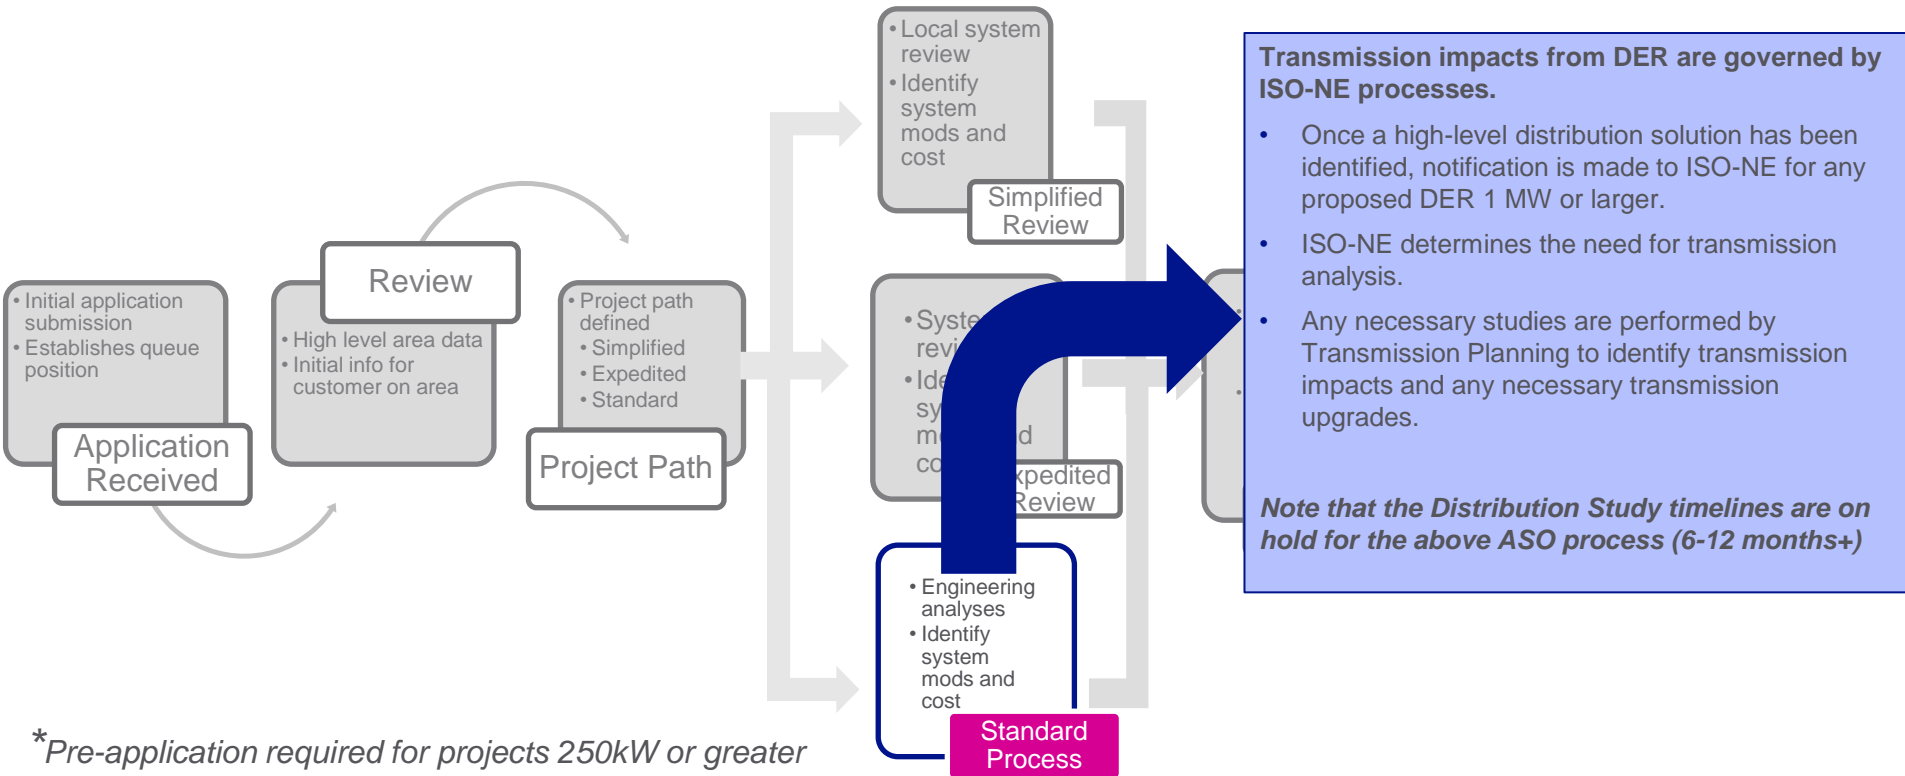 • Initial application
submission
• Establishes queue
position
Application
Received
Review
• High level area data
• Initial info for
customer on area
• Project path
defined
• Simplified
• Expedited
• Standard
Project Path
• Local system
review
• Identify
system
mods and
cost
Simplified
Review
Review
• Engineering
analyses
• Identify
system
mods and
cost
Standard
Process
Transmission impacts from DER are governed by
ISO-NE processes.
• Once a high-level distribution solution has been
identified, notification is made to ISO-NE for any
proposed DER 1 MW or larger.
• ISO-NE determines the need for transmission
analysis.
• Any necessary studies are performed by
Transmission Planning to identify transmission
impacts and any necessary transmission
upgrades.
Note that the Distribution Study timelines are on
hold for the above ASO process (6-12 months+)
*Pre-application required for projects 250kW or greater